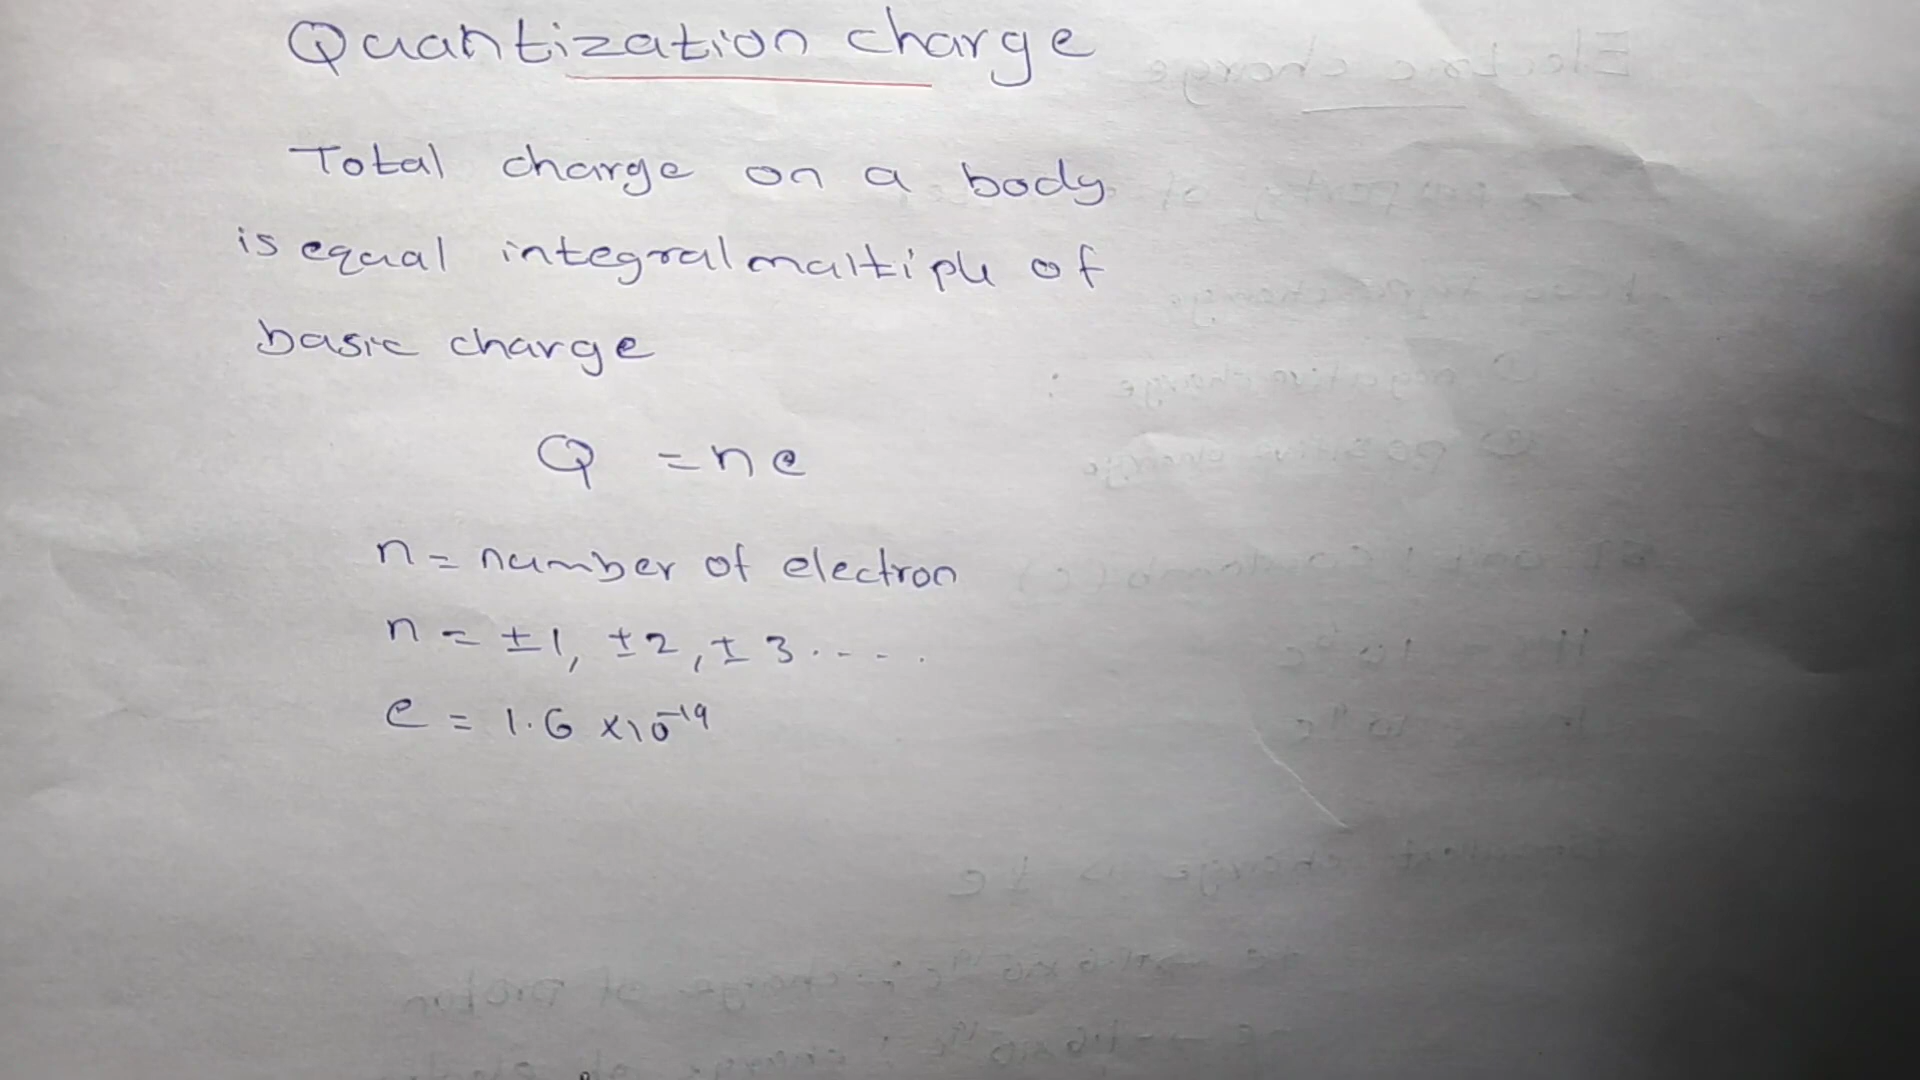 Quantization charge
Total charge on a body
is equal integral multiple of
basic charge
Q = ne
n = number of electron
n = ±1, ±2, ±3.....
e = 1.6 ×10⁻¹⁹